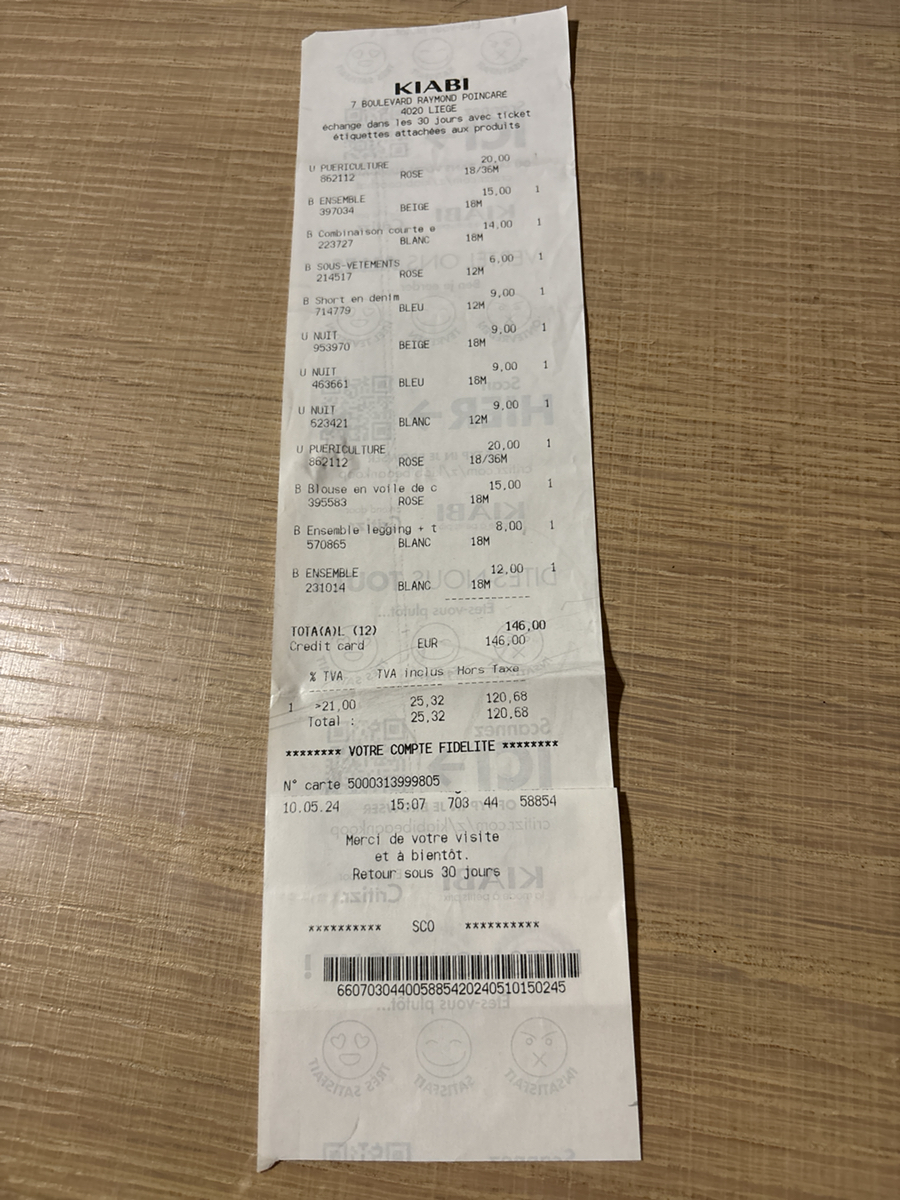 KIABI
7 BOULEVARD RAYMOND POINCARE
4020 LIEGE
échange dans les 30 jours avec ticket
étiquettes attachées aux produits
U PUERICULTURE 20,00 1
862112 ROSE 18/36M
B ENSEMBLE 15,00 1
397034 BEIGE 18M
B Combinaison courte e 14,00 1
223727 BLANC 18M
B SOUS-VETEMENTS 6,00 1
214517 ROSE 12M
B Short en denim 9,00 1
714779 BLEU 12M
U NUIT 9,00 1
953970 BEIGE 18M
U NUIT 9,00 1
463661 BLEU 18M
U NUIT 9,00 1
623421 BLANC 12M
U PUERICULTURE 20,00 1
862112 ROSE 18/36M
B Blouse en voile de c 15,00 1
395583 ROSE 18M
B Ensemble legging + t 8,00 1
570865 BLANC 18M
B ENSEMBLE 12,00 1
231014 BLANC 18M
-------------
TOTA(A)L (12) 146,00
Credit card EUR 146,00
% TVA TVA inclus Hors Taxe
1 >21,00 25,32 120,68
Total : 25,32 120,68
******** VOTRE COMPTE FIDELITE ********
N° carte 5000313999805
10.05.24 15:07 703 44 58854
Merci de votre visite
et à bientôt.
Retour sous 30 jours
********** SCO **********
660703044005885420240510150245